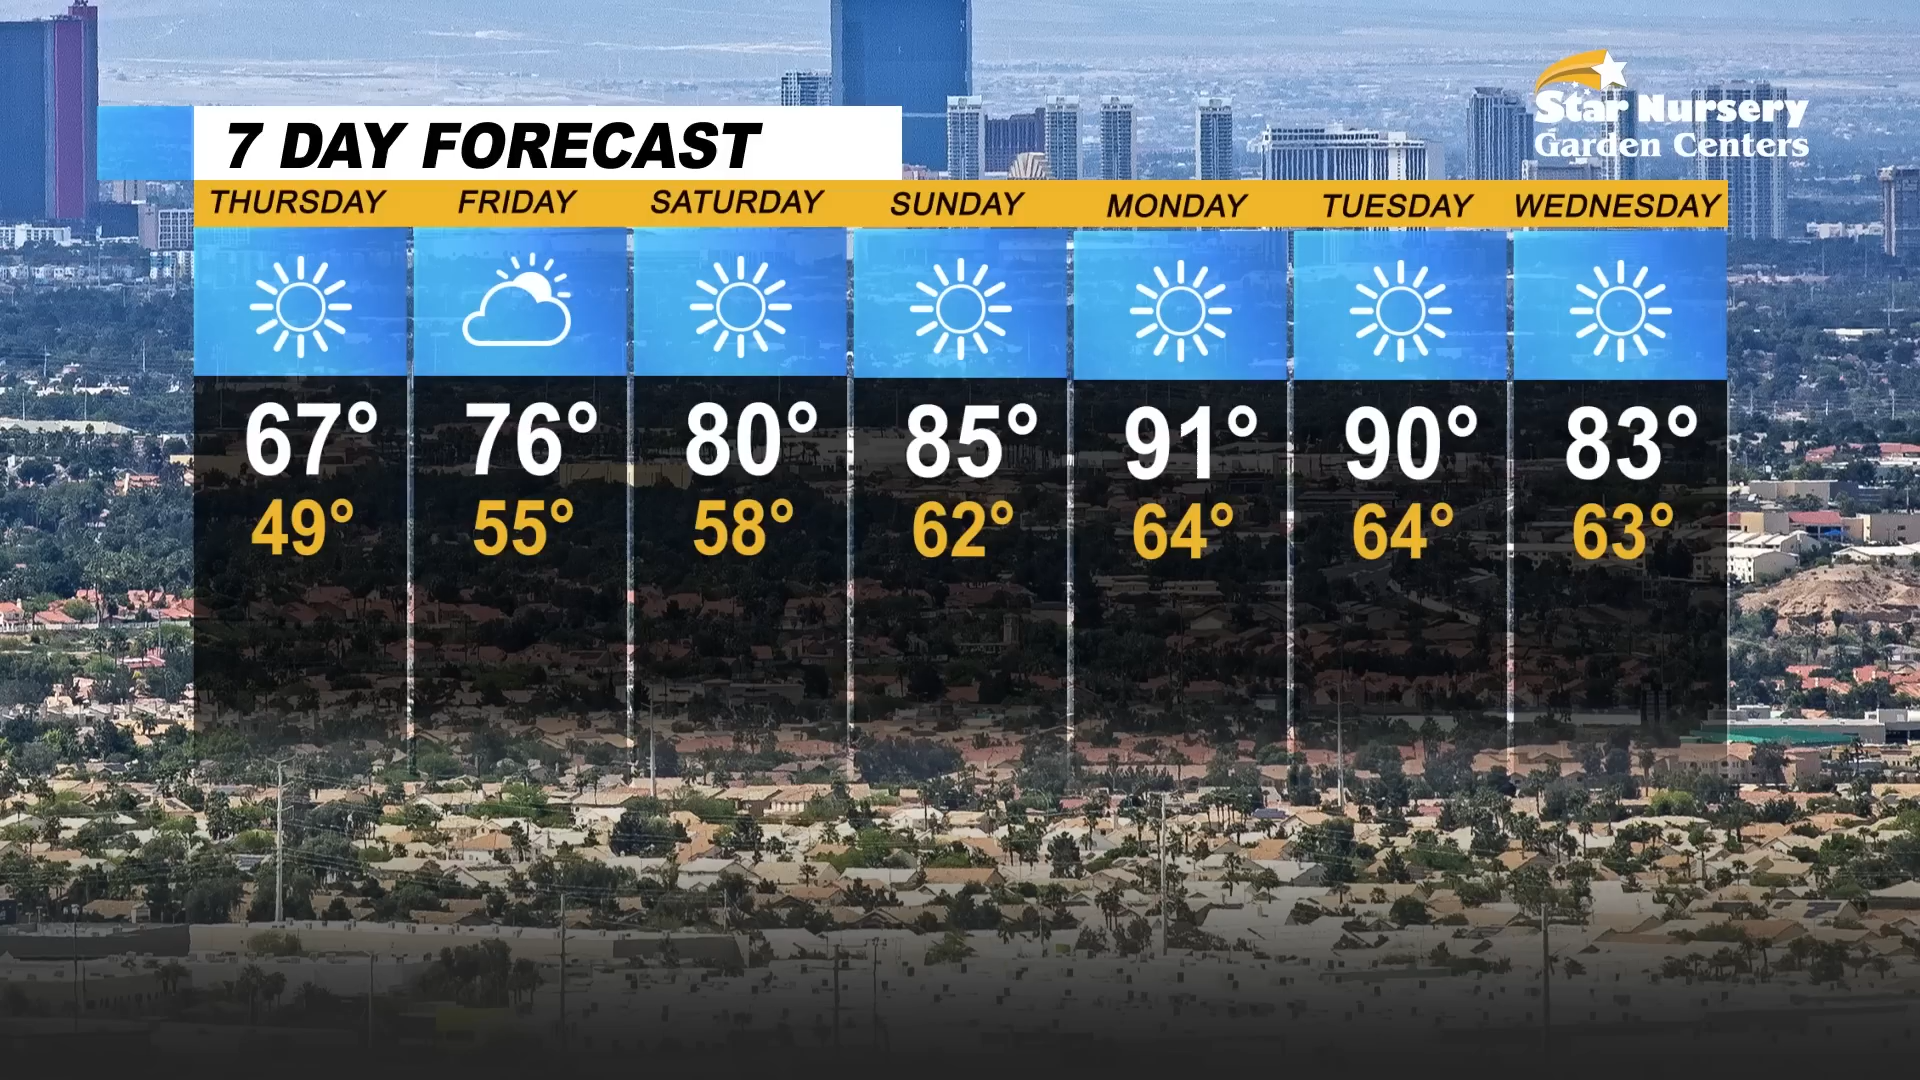 Star Nursery
Garden Centers
7 DAY FORECAST
THURSDAY FRIDAY SATURDAY SUNDAY MONDAY TUESDAY WEDNESDAY
67° 76° 80° 85° 91° 90° 83°
49° 55° 58° 62° 64° 64° 63°